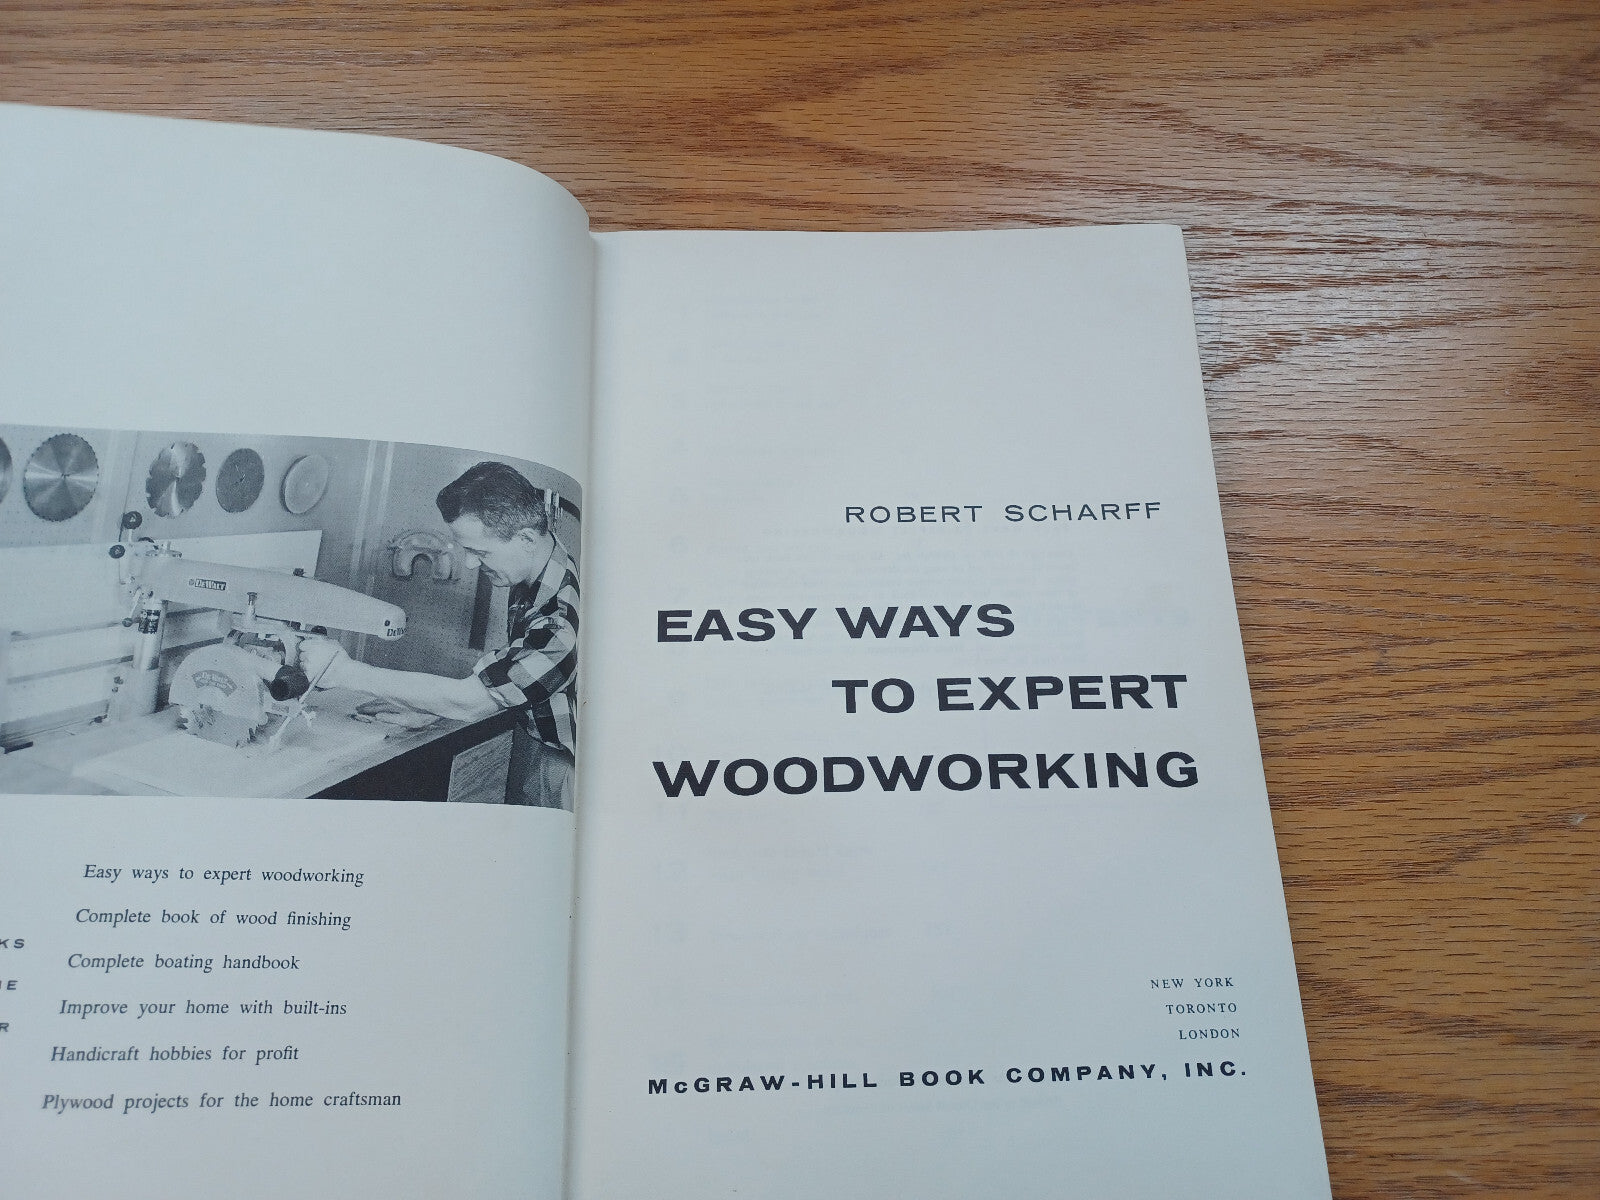 DeWALT
Easy ways to expert woodworking
Complete book of wood finishing
Complete boating handbook
Improve your home with built-ins
Handicraft hobbies for profit
Plywood projects for the home craftsman
KS
R
ROBERT SCHARFF
EASY WAYS
TO EXPERT
WOODWORKING
NEW YORK
TORONTO
LONDON
McGRAW-HILL BOOK COMPANY, INC.